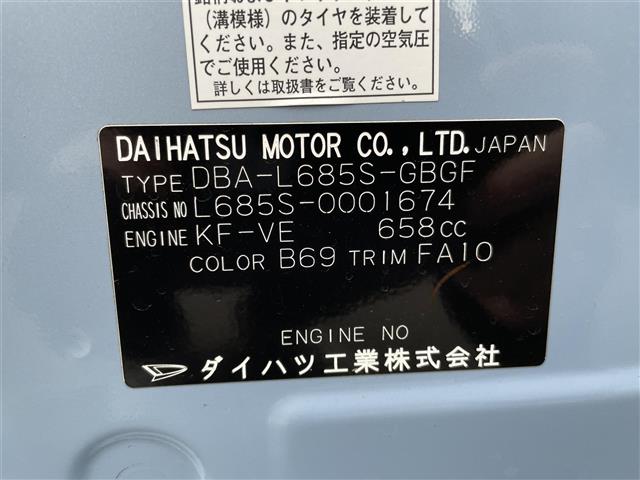 （溝模様）のタイヤを装着して
ください。また、指定の空気圧
でご使用ください。
詳しくは取扱書をご覧ください。
DAIHATSU MOTOR CO.,LTD. JAPAN
TYPE DBA-L685S-GBGF
CHASSIS NO L685S-0001674
ENGINE KF-VE 658cc
COLOR B69 TRIM FA10
ENGINE NO
ダイハツ工業株式会社